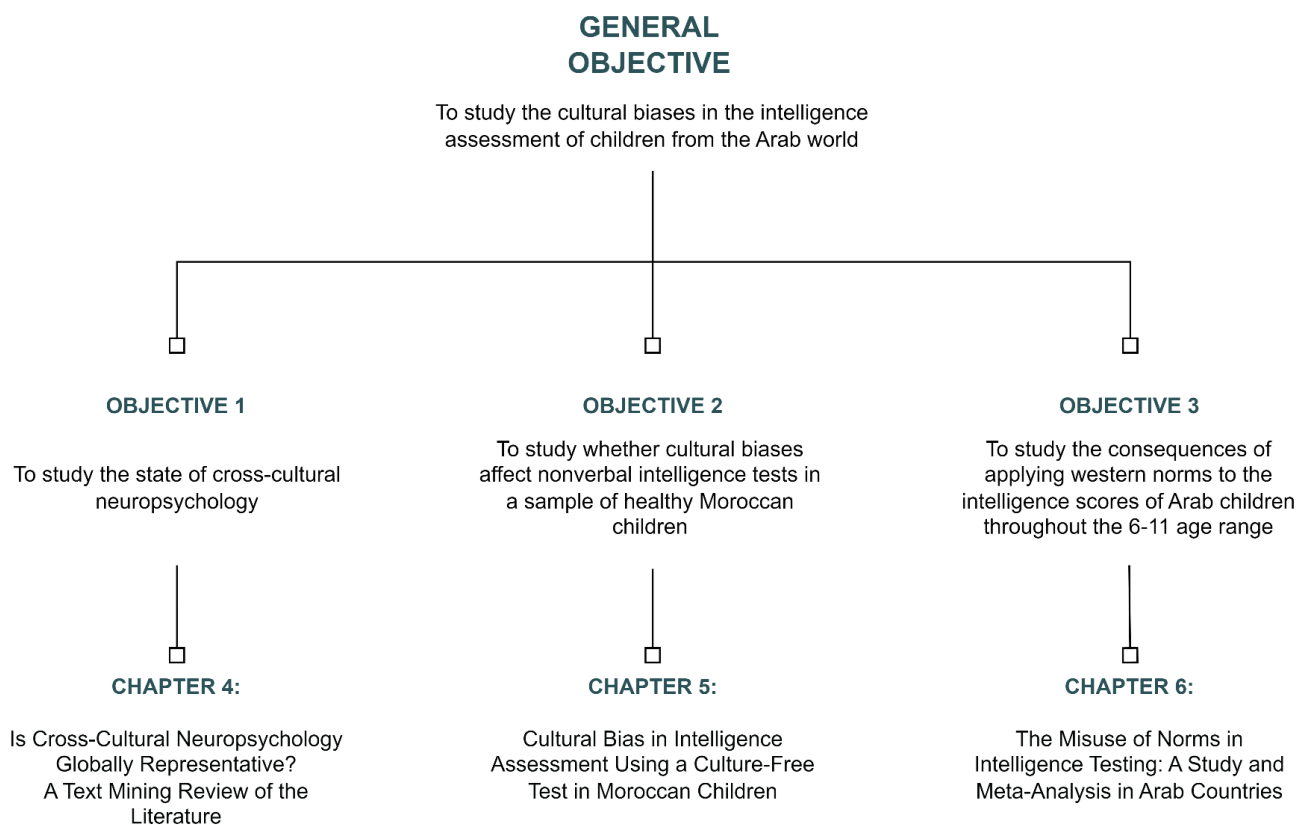 GENERAL
OBJECTIVE
To study the cultural biases in the intelligence
assessment of children from the Arab world
OBJECTIVE 1
To study the state of cross-cultural
neuropsychology
OBJECTIVE 2
To study whether cultural biases
affect nonverbal intelligence tests in
a sample of healthy Moroccan
children
OBJECTIVE 3
To study the consequences of
applying western norms to the
intelligence scores of Arab children
throughout the 6-11 age range
CHAPTER 4:
Is Cross-Cultural Neuropsychology
Globally Representative?
A Text Mining Review of the
Literature
CHAPTER 5:
Cultural Bias in Intelligence
Assessment Using a Culture-Free
Test in Moroccan Children
CHAPTER 6:
The Misuse of Norms in
Intelligence Testing: A Study and
Meta-Analysis in Arab Countries